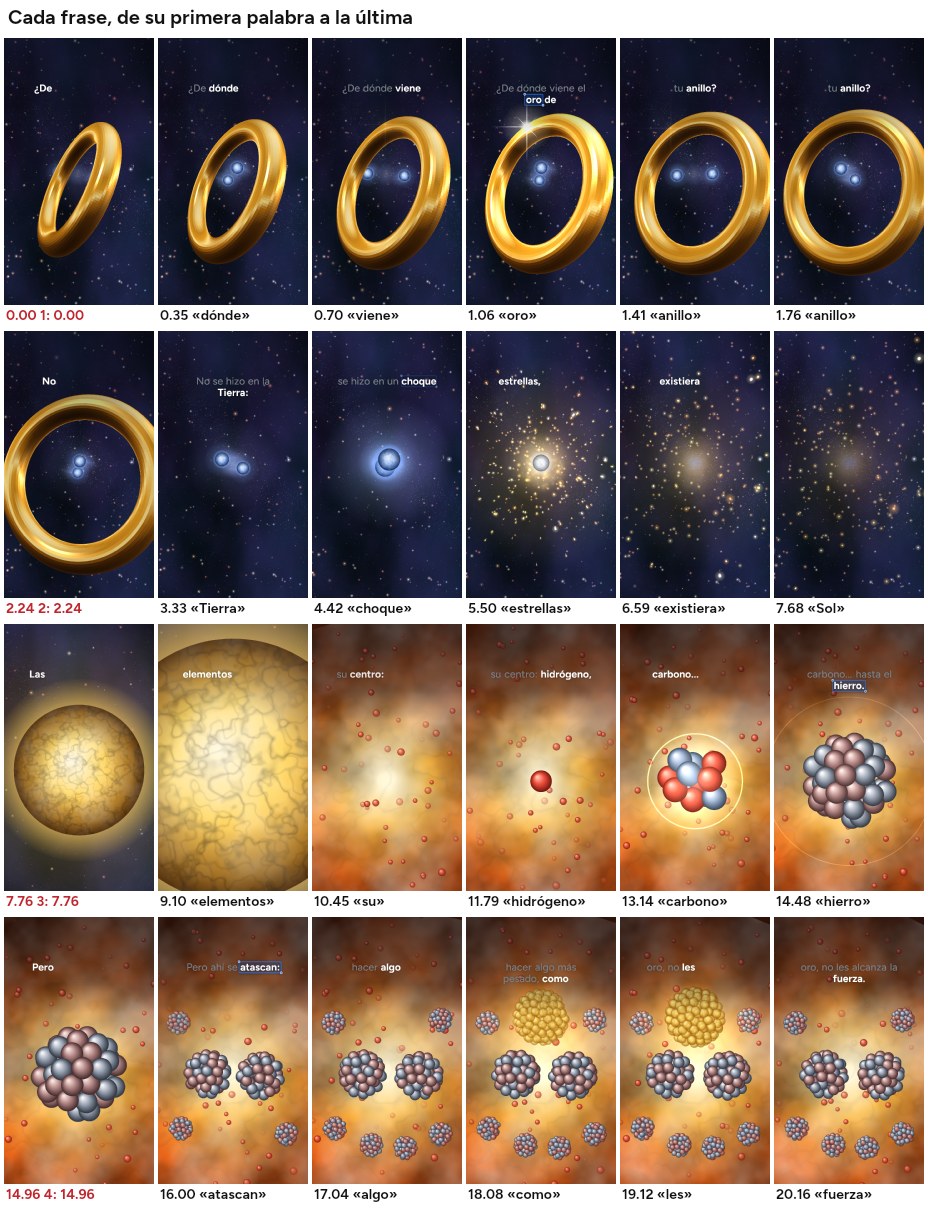 Cada frase, de su primera palabra a la última
¿De
¿De dónde
¿De dónde viene
¿De dónde viene el
oro de
tu anillo?
tu anillo?
0.00 1: 0.00
0.35 «dónde»
0.70 «viene»
1.06 «oro»
1.41 «anillo»
1.76 «anillo»
No
No se hizo en la
Tierra:
se hizo en un choque
estrellas,
existiera
2.24 2: 2.24
3.33 «Tierra»
4.42 «choque»
5.50 «estrellas»
6.59 «existiera»
7.68 «Sol»
Las
elementos
su centro:
su centro: hidrógeno,
carbono...
carbono... hasta el
hierro.
7.76 3: 7.76
9.10 «elementos»
10.45 «su»
11.79 «hidrógeno»
13.14 «carbono»
14.48 «hierro»
Pero
Pero ahí se atascan:
hacer algo
hacer algo más
pesado, como
oro, no les
oro, no les alcanza la
fuerza.
14.96 4: 14.96
16.00 «atascan»
17.04 «algo»
18.08 «como»
19.12 «les»
20.16 «fuerza»